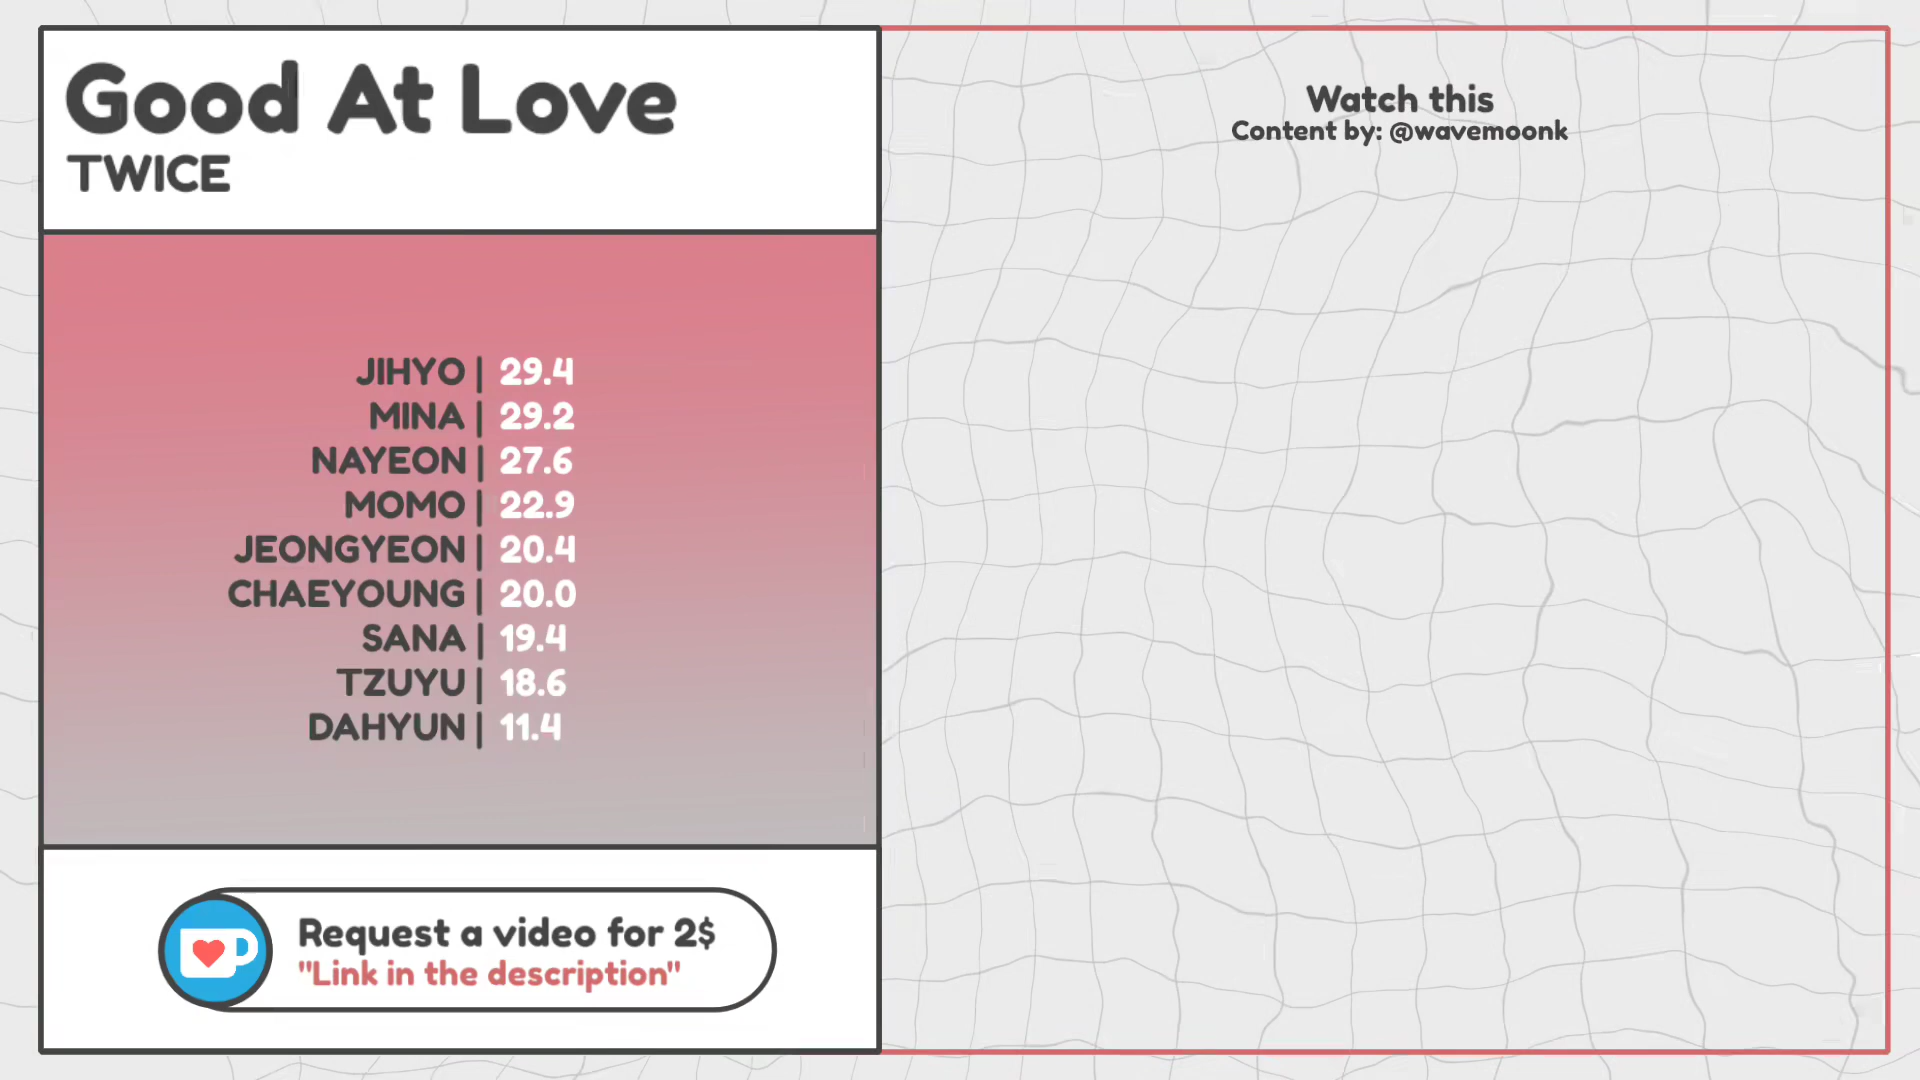 Good At Love
TWICE
JIHYO | 29.4
MINA | 29.2
NAYEON | 27.6
MOMO | 22.9
JEONGYEON | 20.4
CHAEYOUNG | 20.0
SANA | 19.4
TZUYU | 18.6
DAHYUN | 11.4
Request a video for 2$
"Link in the description"
Watch this
Content by: @wavemoonk